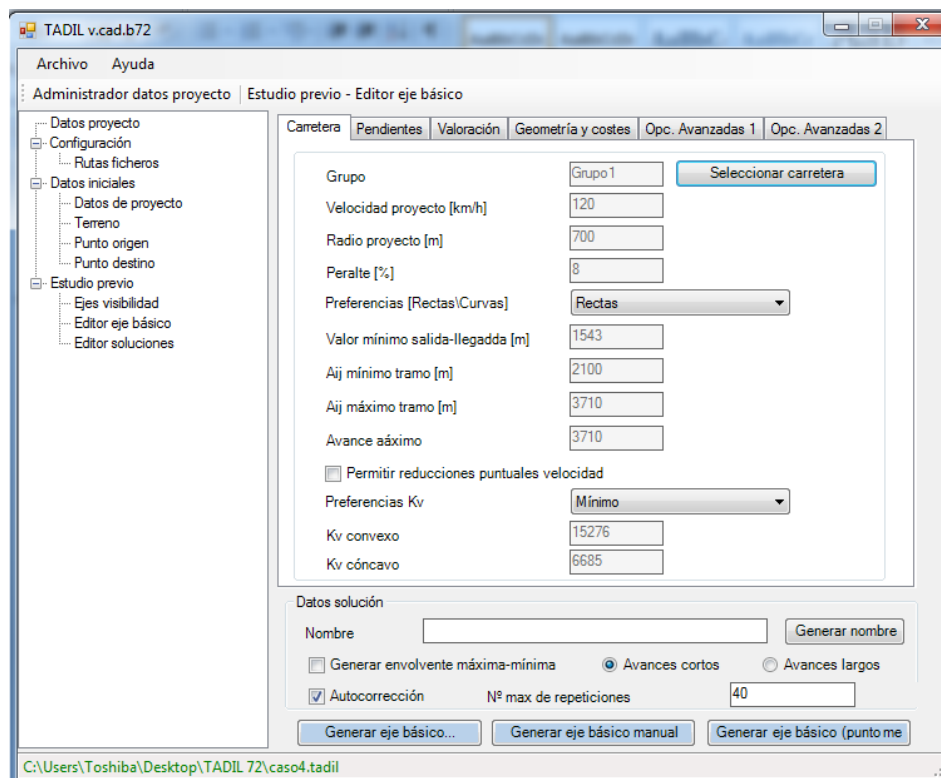 TADIL v.cad.b72
Archivo Ayuda
Administrador datos proyecto Estudio previo - Editor eje básico
Datos proyecto
Configuración
Rutas ficheros
Datos iniciales
Datos de proyecto
Terreno
Punto origen
Punto destino
Estudio previo
Ejes visibilidad
Editor eje básico
Editor soluciones
Carretera Pendientes Valoración Geometría y costes Opc. Avanzadas 1 Opc. Avanzadas 2
Grupo Grupo1 Seleccionar carretera
Velocidad proyecto [km/h] 120
Radio proyecto [m] 700
Peralte [%] 8
Preferencias [Rectas\Curvas] Rectas
Valor mínimo salida-llegadda [m] 1543
Aij mínimo tramo [m] 2100
Aij máximo tramo [m] 3710
Avance aáximo 3710
Permitir reducciones puntuales velocidad
Preferencias Kv Mínimo
Kv convexo 15276
Kv cóncavo 6685
Datos solución
Nombre Generar nombre
Generar envolvente máxima-mínima Avances cortos Avances largos
Autocorrección Nº max de repeticiones 40
Generar eje básico... Generar eje básico manual Generar eje básico (punto me
C:\Users\Toshiba\Desktop\TADIL 72\caso4.tadil